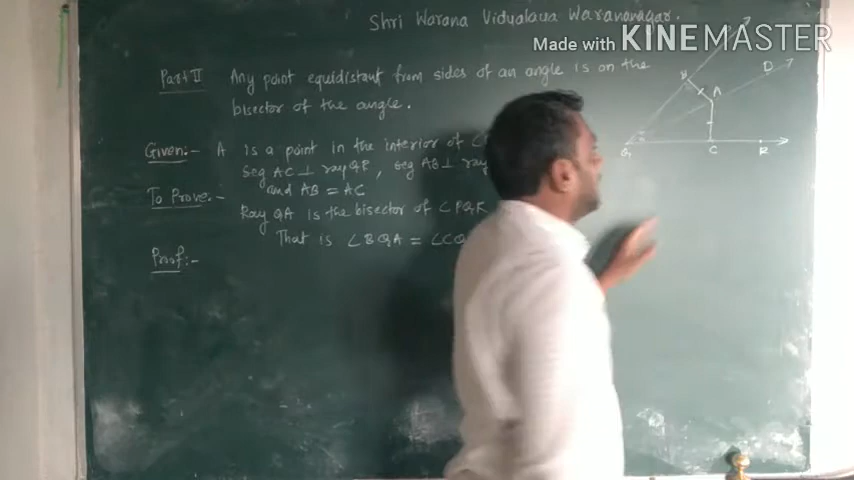 Shri Warana Vidyalaya Warananagar.
Made with KINEMASTER
Part II Any point equidistant from sides of an angle is on the
bisector of the angle.
Given:- A is a point in the interior of
seg AC ⊥ ray QR, seg AB ⊥ ray
and AB = AC
To Prove:-
Ray QA is the bisector of ∠PQR
That is ∠BQA = ∠CQ
Proof:-
B A D
Q C R